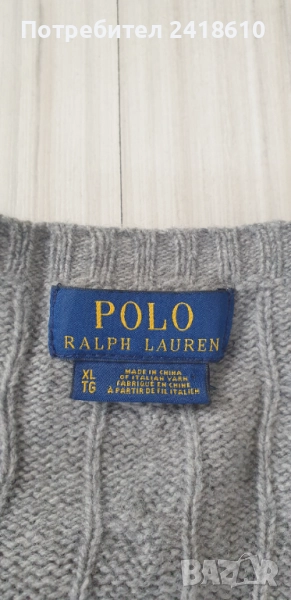 Потребител 2418610
POLO
RALPH LAUREN
XL
TG
MADE IN CHINA
OF ITALIAN YARN
FABRIQUÉ EN CHINE
À PARTIR DE FIL ITALIEN
BAZAR